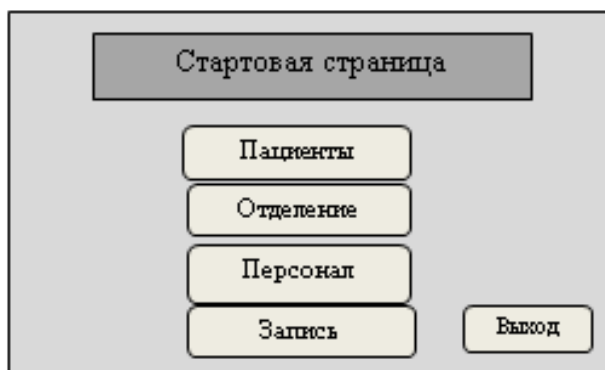 Стартовая страница
Пациенты
Отделение
Персонал
Запись
Выход